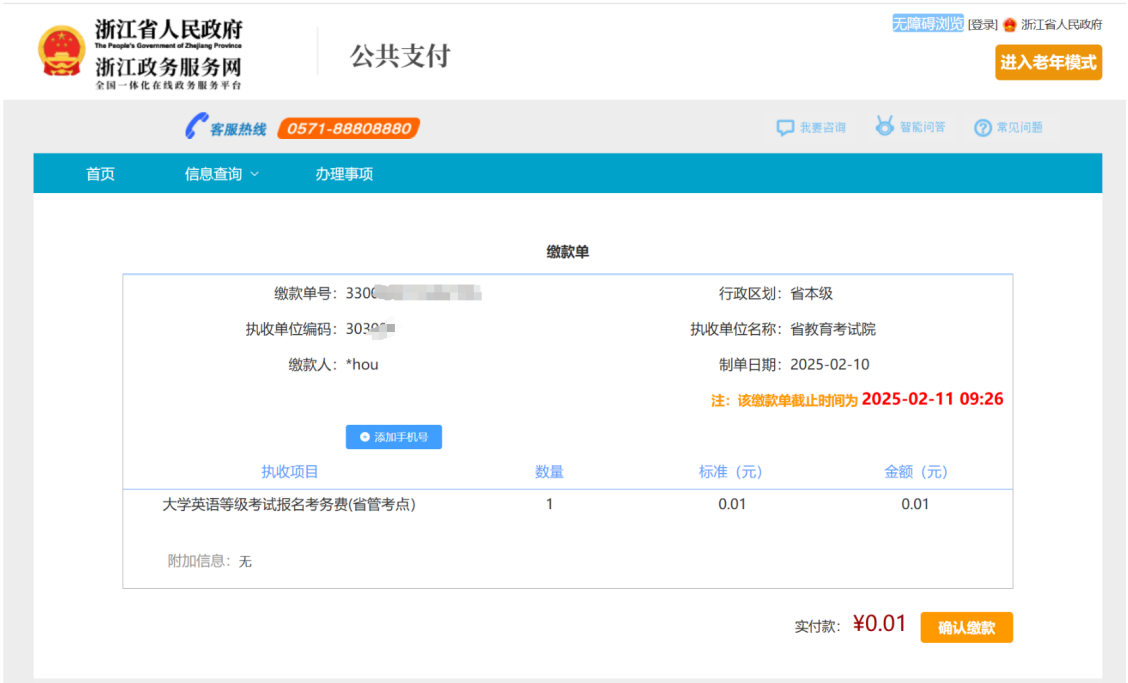 浙江省人民政府
The People's Government of Zhejiang Province
浙江政务服务网
全国一体化在线政务服务平台
公共支付
无障碍浏览 [登录] 浙江省人民政府
进入老年模式
客服热线 0571-88808880
我要咨询 智能问答 常见问题
首页 信息查询 办理事项
缴款单
缴款单号: 330 行政区划: 省本级
执收单位编码: 303 执收单位名称: 省教育考试院
缴款人: *hou 制单日期: 2025-02-10
注: 该缴款单截止时间为 2025-02-11 09:26
添加手机号
执收项目 数量 标准（元） 金额（元）
大学英语等级考试报名考务费(省管考点) 1 0.01 0.01
附加信息: 无
实付款: ¥0.01 确认缴款